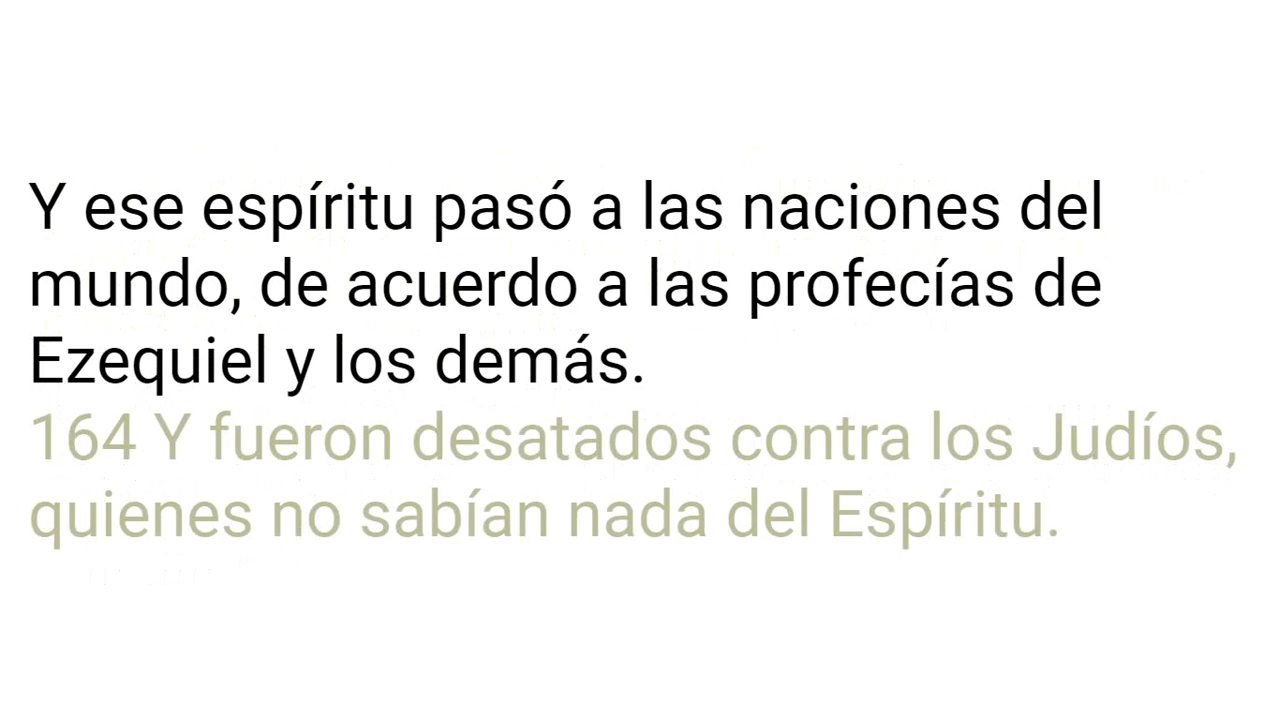 Y ese espíritu pasó a las naciones del
mundo, de acuerdo a las profecías de
Ezequiel y los demás.
164 Y fueron desatados contra los Judíos,
quienes no sabían nada del Espíritu.